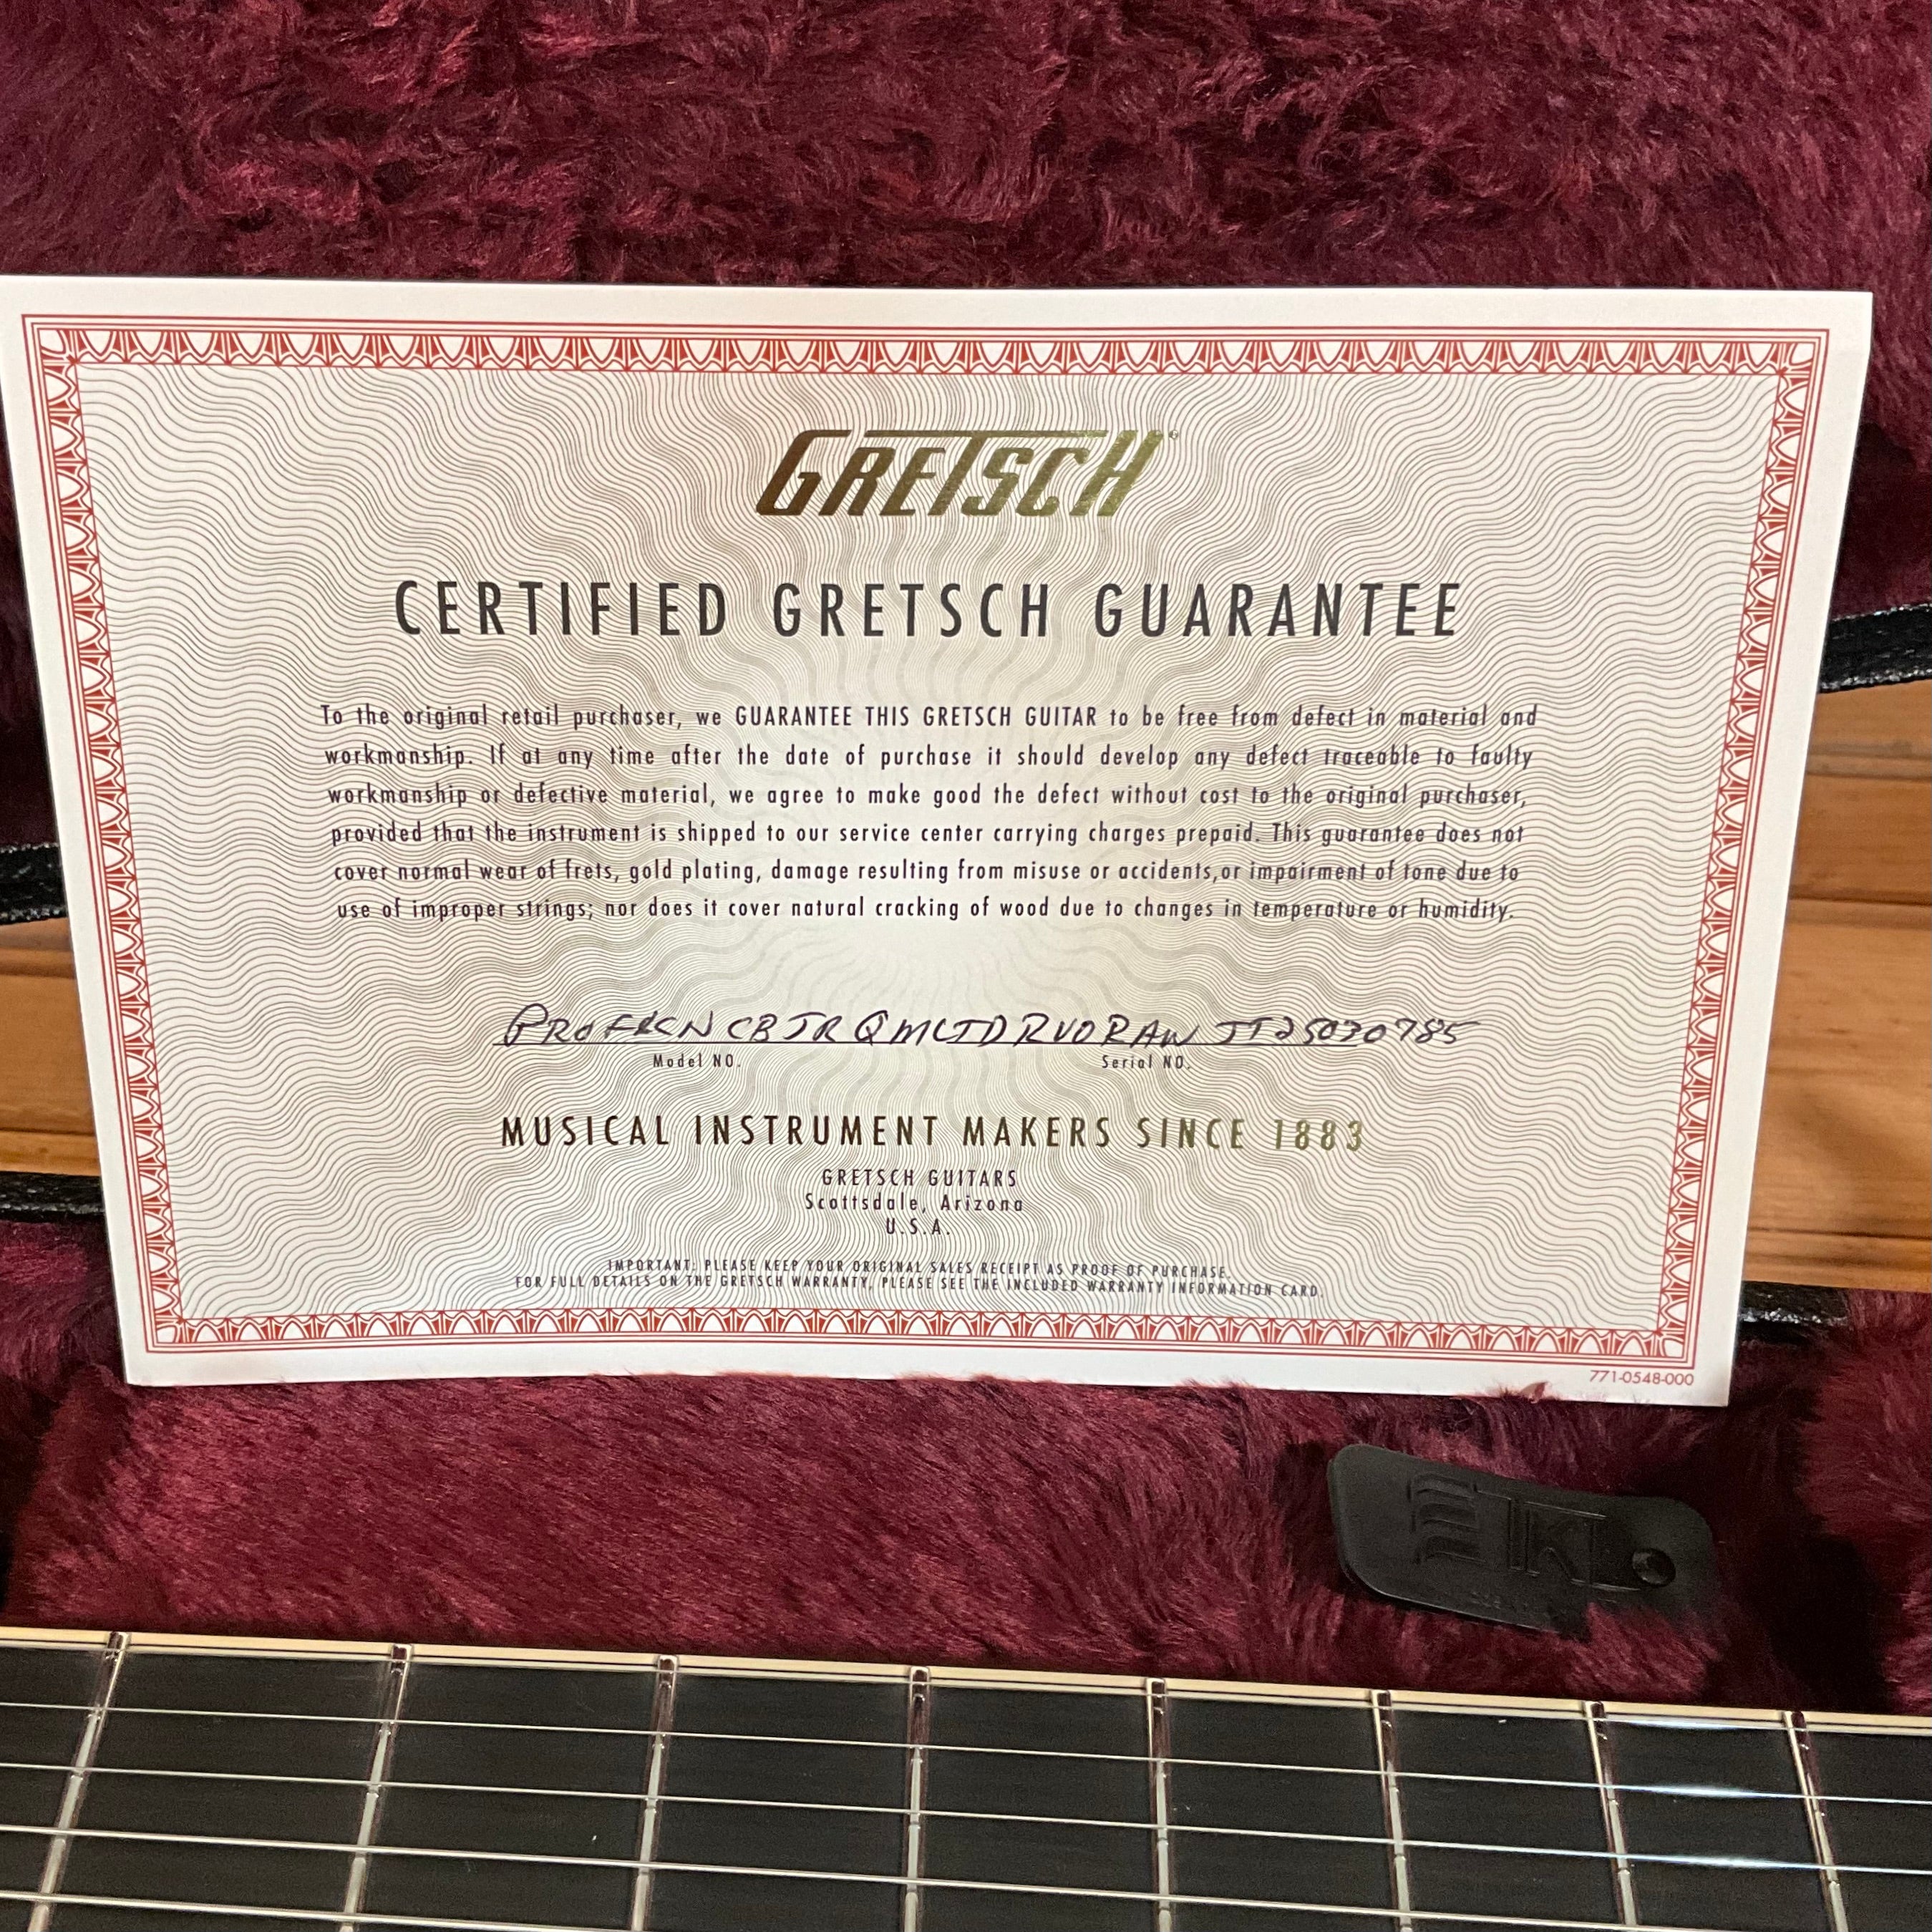 GRETSCH®
CERTIFIED GRETSCH GUARANTEE
To the original retail purchaser, we GUARANTEE THIS GRETSCH GUITAR to be free from defect in material and
workmanship. If at any time after the date of purchase it should develop any defect traceable to faulty
workmanship or defective material, we agree to make good the defect without cost to the original purchaser,
provided that the instrument is shipped to our service center carrying charges prepaid. This guarantee does not
cover normal wear of frets, gold plating, damage resulting from misuse or accidents,or impairment of tone due to
use of improper strings; nor does it cover natural cracking of wood due to changes in temperature or humidity.
JT25030785
Model NO. Serial NO.
MUSICAL INSTRUMENT MAKERS SINCE 1883
GRETSCH GUITARS
Scottsdale, Arizona
U.S.A.
IMPORTANT: PLEASE KEEP YOUR ORIGINAL SALES RECEIPT AS PROOF OF PURCHASE.
FOR FULL DETAILS ON THE GRETSCH WARRANTY, PLEASE SEE THE INCLUDED WARRANTY INFORMATION CARD.
771-0548-000
TKL